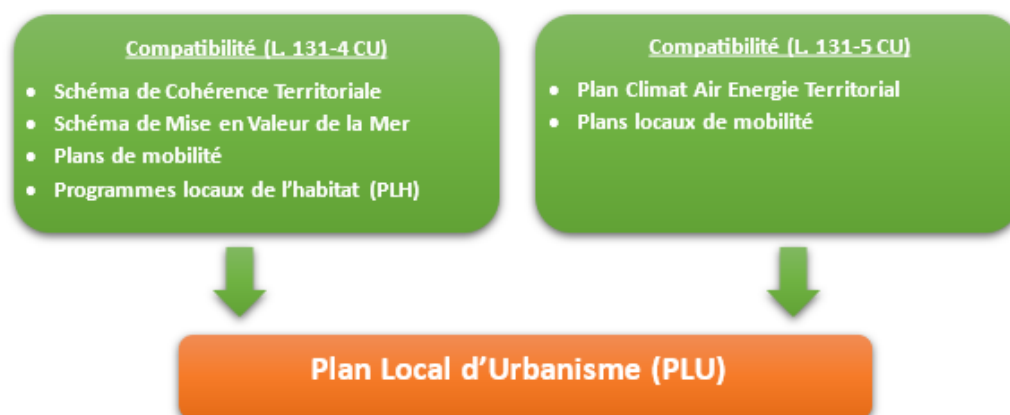 Compatibilité (L. 131-4 CU)
• Schéma de Cohérence Territoriale
• Schéma de Mise en Valeur de la Mer
• Plans de mobilité
• Programmes locaux de l'habitat (PLH)
Compatibilité (L. 131-5 CU)
• Plan Climat Air Energie Territorial
• Plans locaux de mobilité
Plan Local d'Urbanisme (PLU)